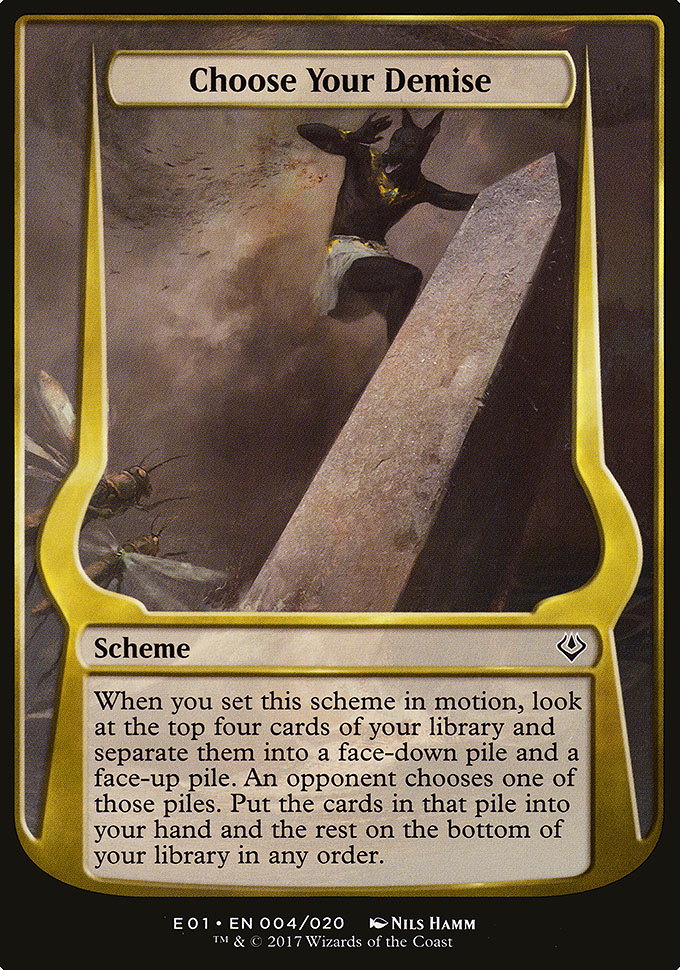 Choose Your Demise
Scheme
When you set this scheme in motion, look
at the top four cards of your library and
separate them into a face-down pile and a
face-up pile. An opponent chooses one of
those piles. Put the cards in that pile into
your hand and the rest on the bottom of
your library in any order.
E01 • EN 004/020 Nils Hamm
™ & © 2017 Wizards of the Coast